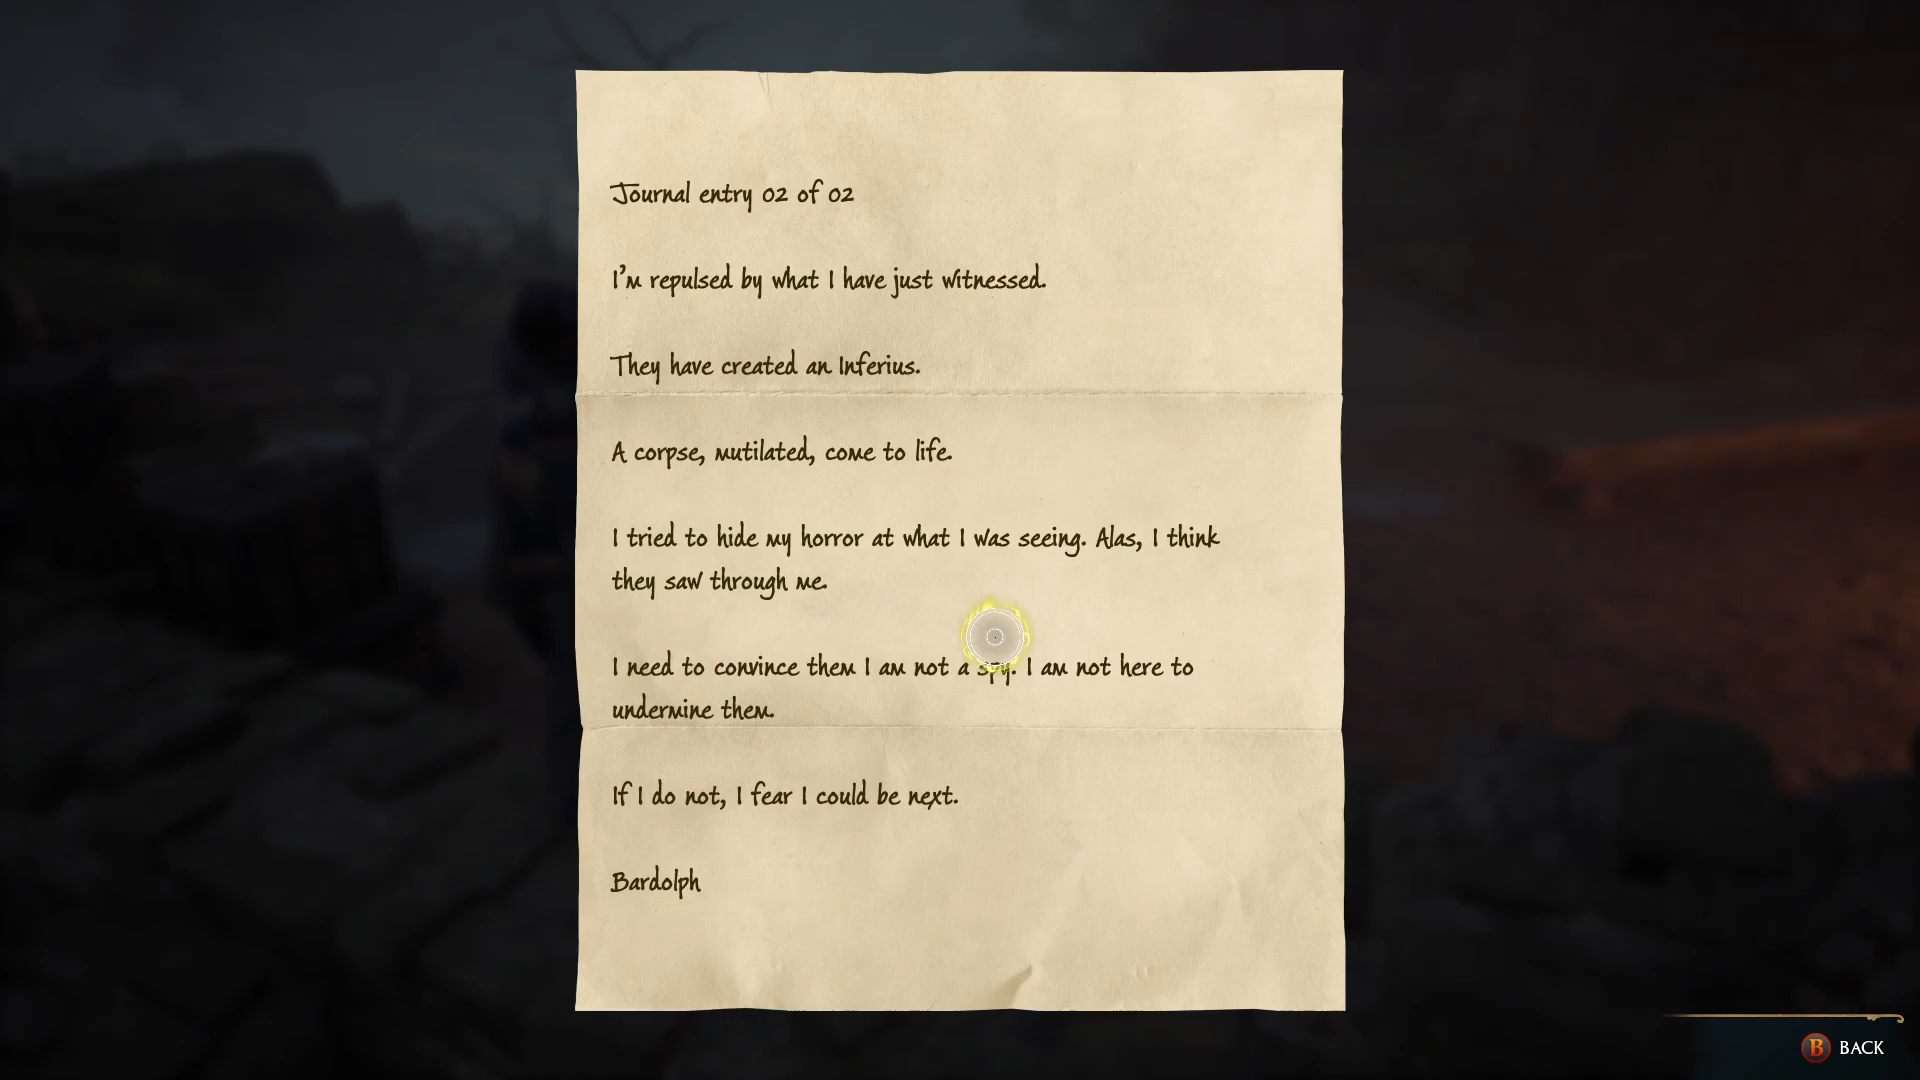 Journal entry 02 of 02
I'm repulsed by what I have just witnessed.
They have created an Inferius.
A corpse, mutilated, come to life.
I tried to hide my horror at what I was seeing. Alas, I think
they saw through me.
I need to convince them I am not a spy. I am not here to
undermine them.
If I do not, I fear I could be next.
Bardolph
B BACK